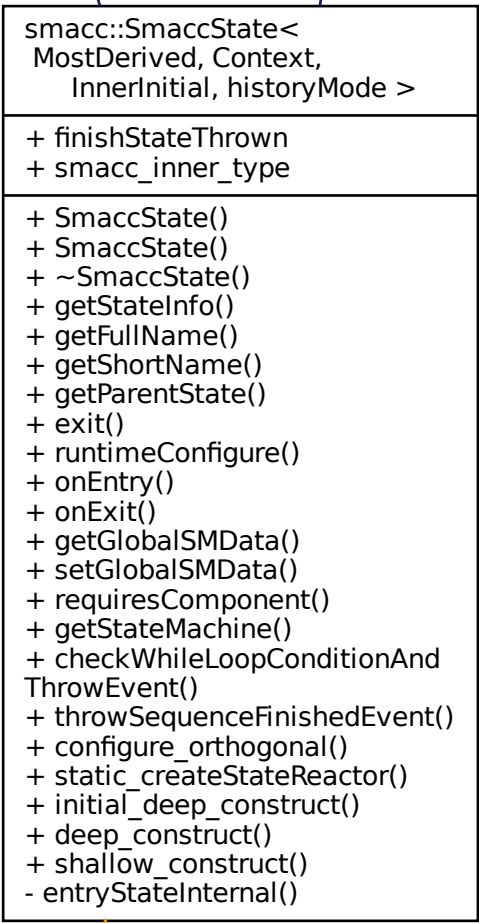 smacc::SmaccState<
MostDerived, Context,
InnerInitial, historyMode >
+ finishStateThrown
+ smacc_inner_type
+ SmaccState()
+ SmaccState()
+ ~SmaccState()
+ getStateInfo()
+ getFullName()
+ getShortName()
+ getParentState()
+ exit()
+ runtimeConfigure()
+ onEntry()
+ onExit()
+ getGlobalSMData()
+ setGlobalSMData()
+ requiresComponent()
+ getStateMachine()
+ checkWhileLoopConditionAnd
ThrowEvent()
+ throwSequenceFinishedEvent()
+ configure_orthogonal()
+ static_createStateReactor()
+ initial_deep_construct()
+ deep_construct()
+ shallow_construct()
- entryStateInternal()